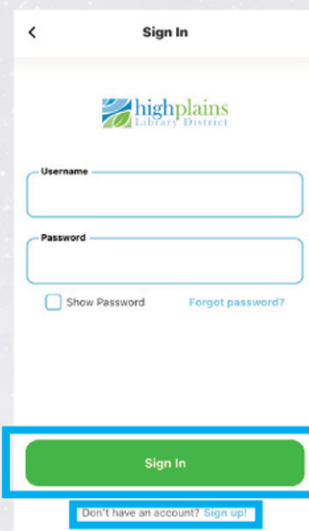 Sign In
highplains
Library District
Username
Password
Show Password Forgot password?
Sign In
Don't have an account? Sign up!